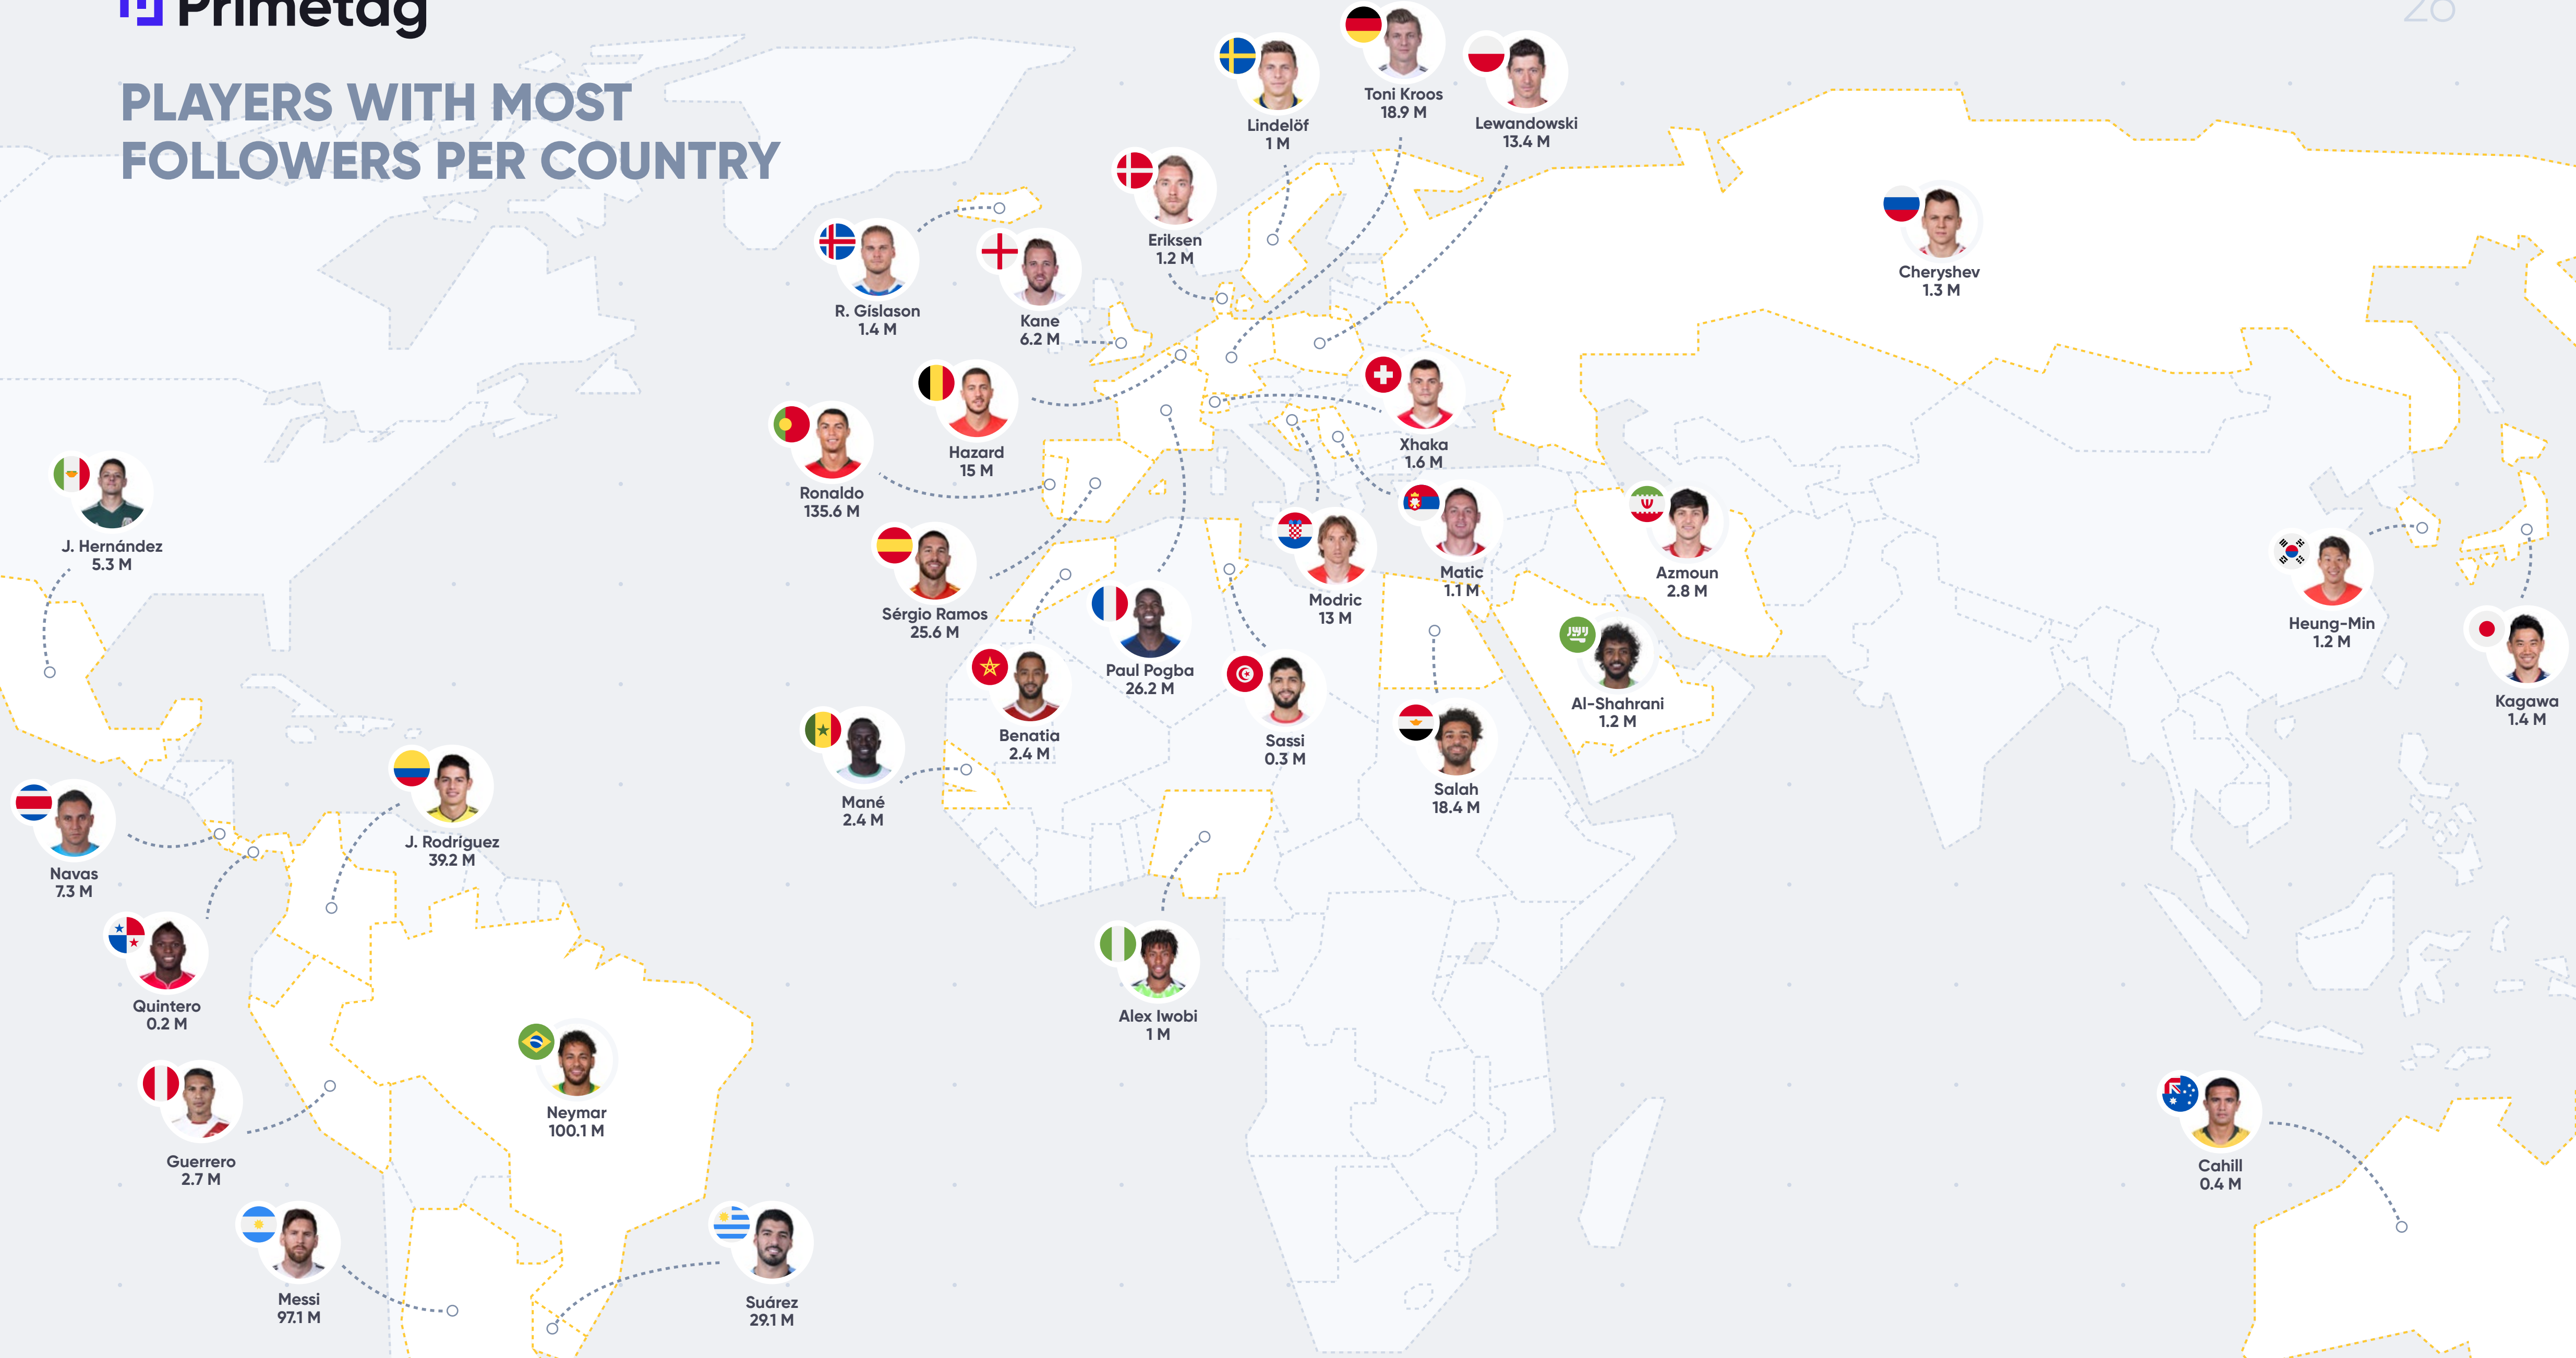 Primetag
28
PLAYERS WITH MOST
FOLLOWERS PER COUNTRY
Lindelöf
1 M
Toni Kroos
18.9 M
Lewandowski
13.4 M
Eriksen
1.2 M
R. Gíslason
1.4 M
Kane
6.2 M
Cheryshev
1.3 M
Hazard
15 M
Xhaka
1.6 M
Ronaldo
135.6 M
J. Hernández
5.3 M
Sérgio Ramos
25.6 M
Modric
13 M
Matic
1.1 M
Azmoun
2.8 M
Heung-Min
1.2 M
Kagawa
1.4 M
Benatia
2.4 M
Paul Pogba
26.2 M
Sassi
0.3 M
Al-Shahrani
1.2 M
Salah
18.4 M
Mané
2.4 M
Navas
7.3 M
J. Rodríguez
39.2 M
Quintero
0.2 M
Alex Iwobi
1 M
Neymar
100.1 M
Guerrero
2.7 M
Cahill
0.4 M
Messi
97.1 M
Suárez
29.1 M